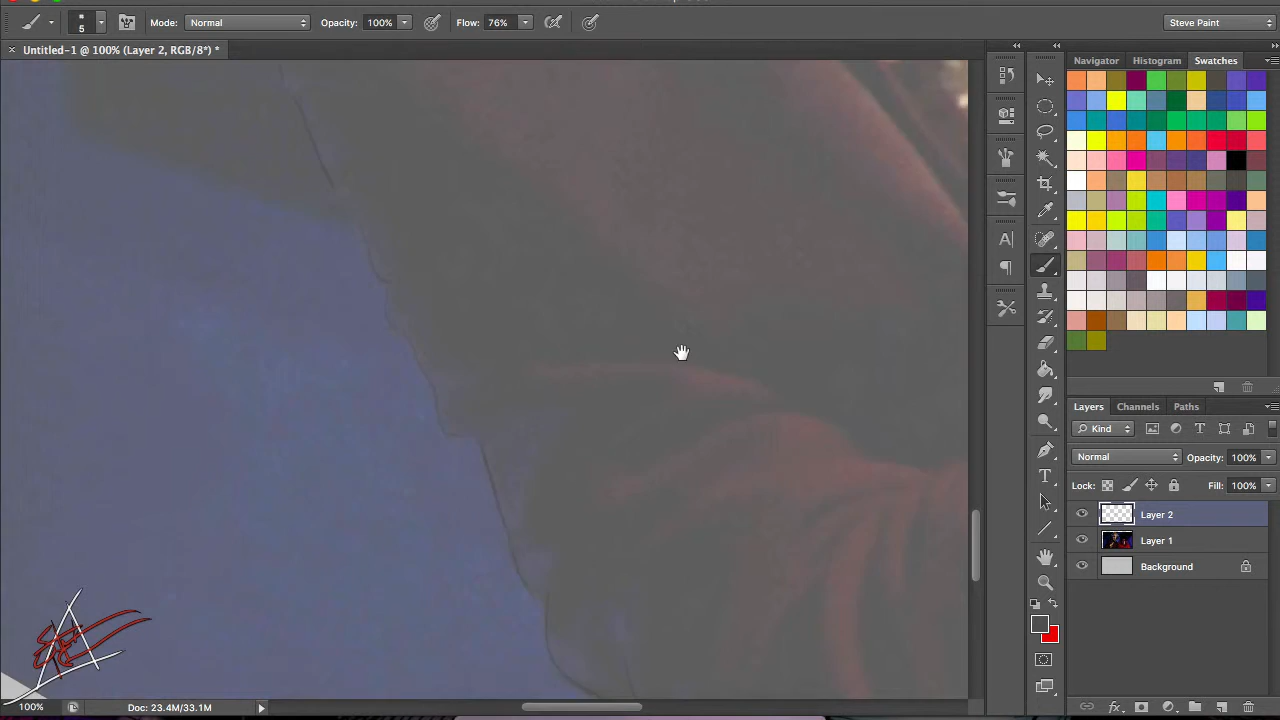 5
Mode: Normal
Opacity: 100%
Flow: 76%
Steve Paint
× Untitled-1 @ 100% (Layer 2, RGB/8*) *
Navigator Histogram Swatches
Layers Channels Paths
Kind
Normal
Opacity: 100%
Lock:
Fill: 100%
Layer 2
Layer 1
Background
100%
Doc: 23.4M/33.1M